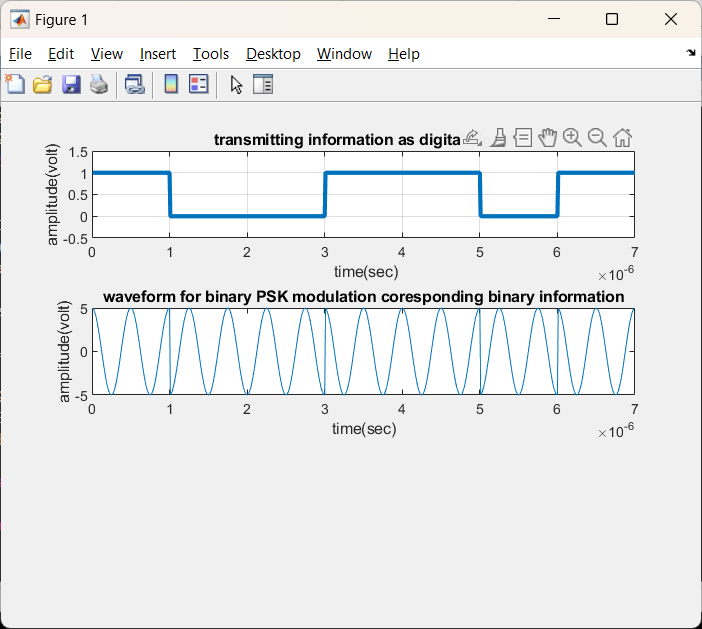 Figure 1
File Edit View Insert Tools Desktop Window Help
transmitting information as digita
amplitude(volt)
1.5
1
0.5
0
-0.5
0 1 2 3 4 5 6 7
time(sec)
×10-6
waveform for binary PSK modulation coresponding binary information
amplitude(volt)
5
0
-5
0 1 2 3 4 5 6 7
time(sec)
×10-6